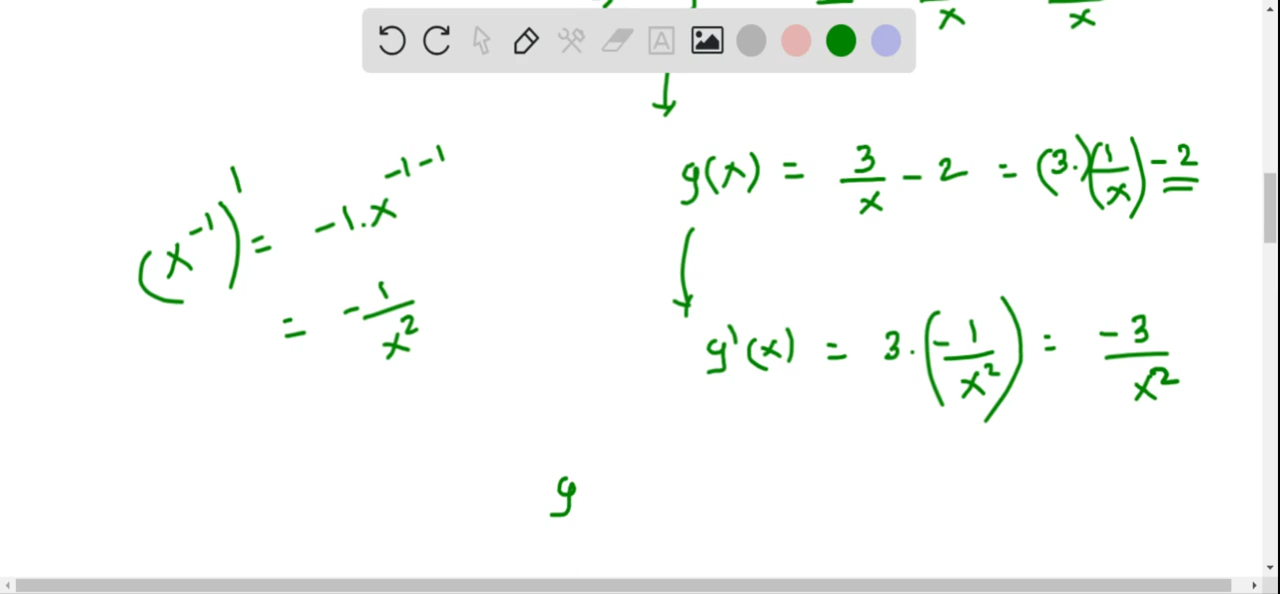 x x
g(x) = 3/x - 2 = (3.)(1/x) - 2
(x^-1)' = -1.x^-1-1
= -1/x^2
g'(x) = 3.(-1/x^2) = -3/x^2
g